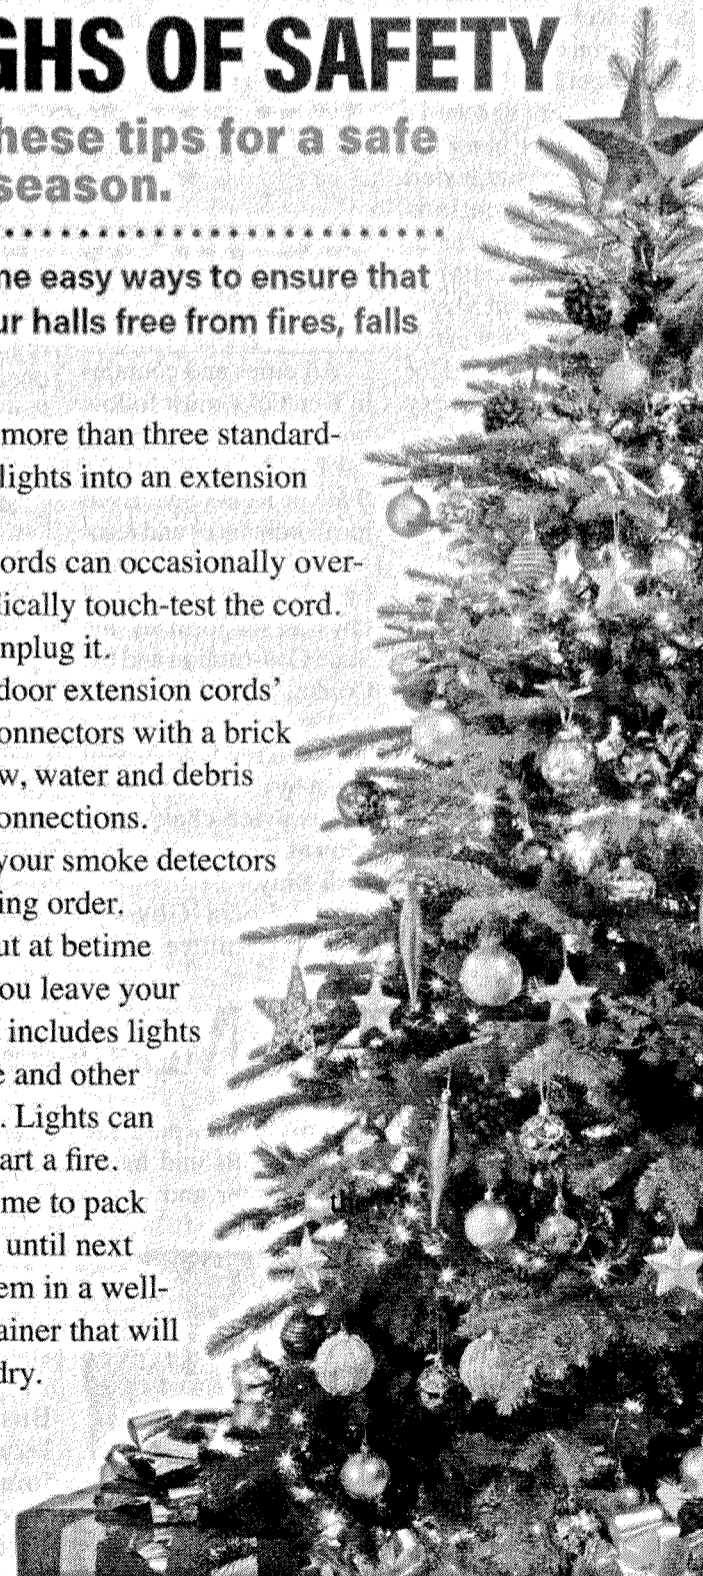 GHS OF SAFETY
hese tips for a safe
season.
ne easy ways to ensure that
ur halls free from fires, falls
more than three standard-
lights into an extension
ords can occasionally over-
lically touch-test the cord.
nplug it.
door extension cords’
onnectors with a brick
w, water and debris
onnections.
your smoke detectors
ing order.
ut at betime
ou leave your
includes lights
e and other
. Lights can
art a fire.
me to pack the
until next
em in a well-
ainer that will
dry.